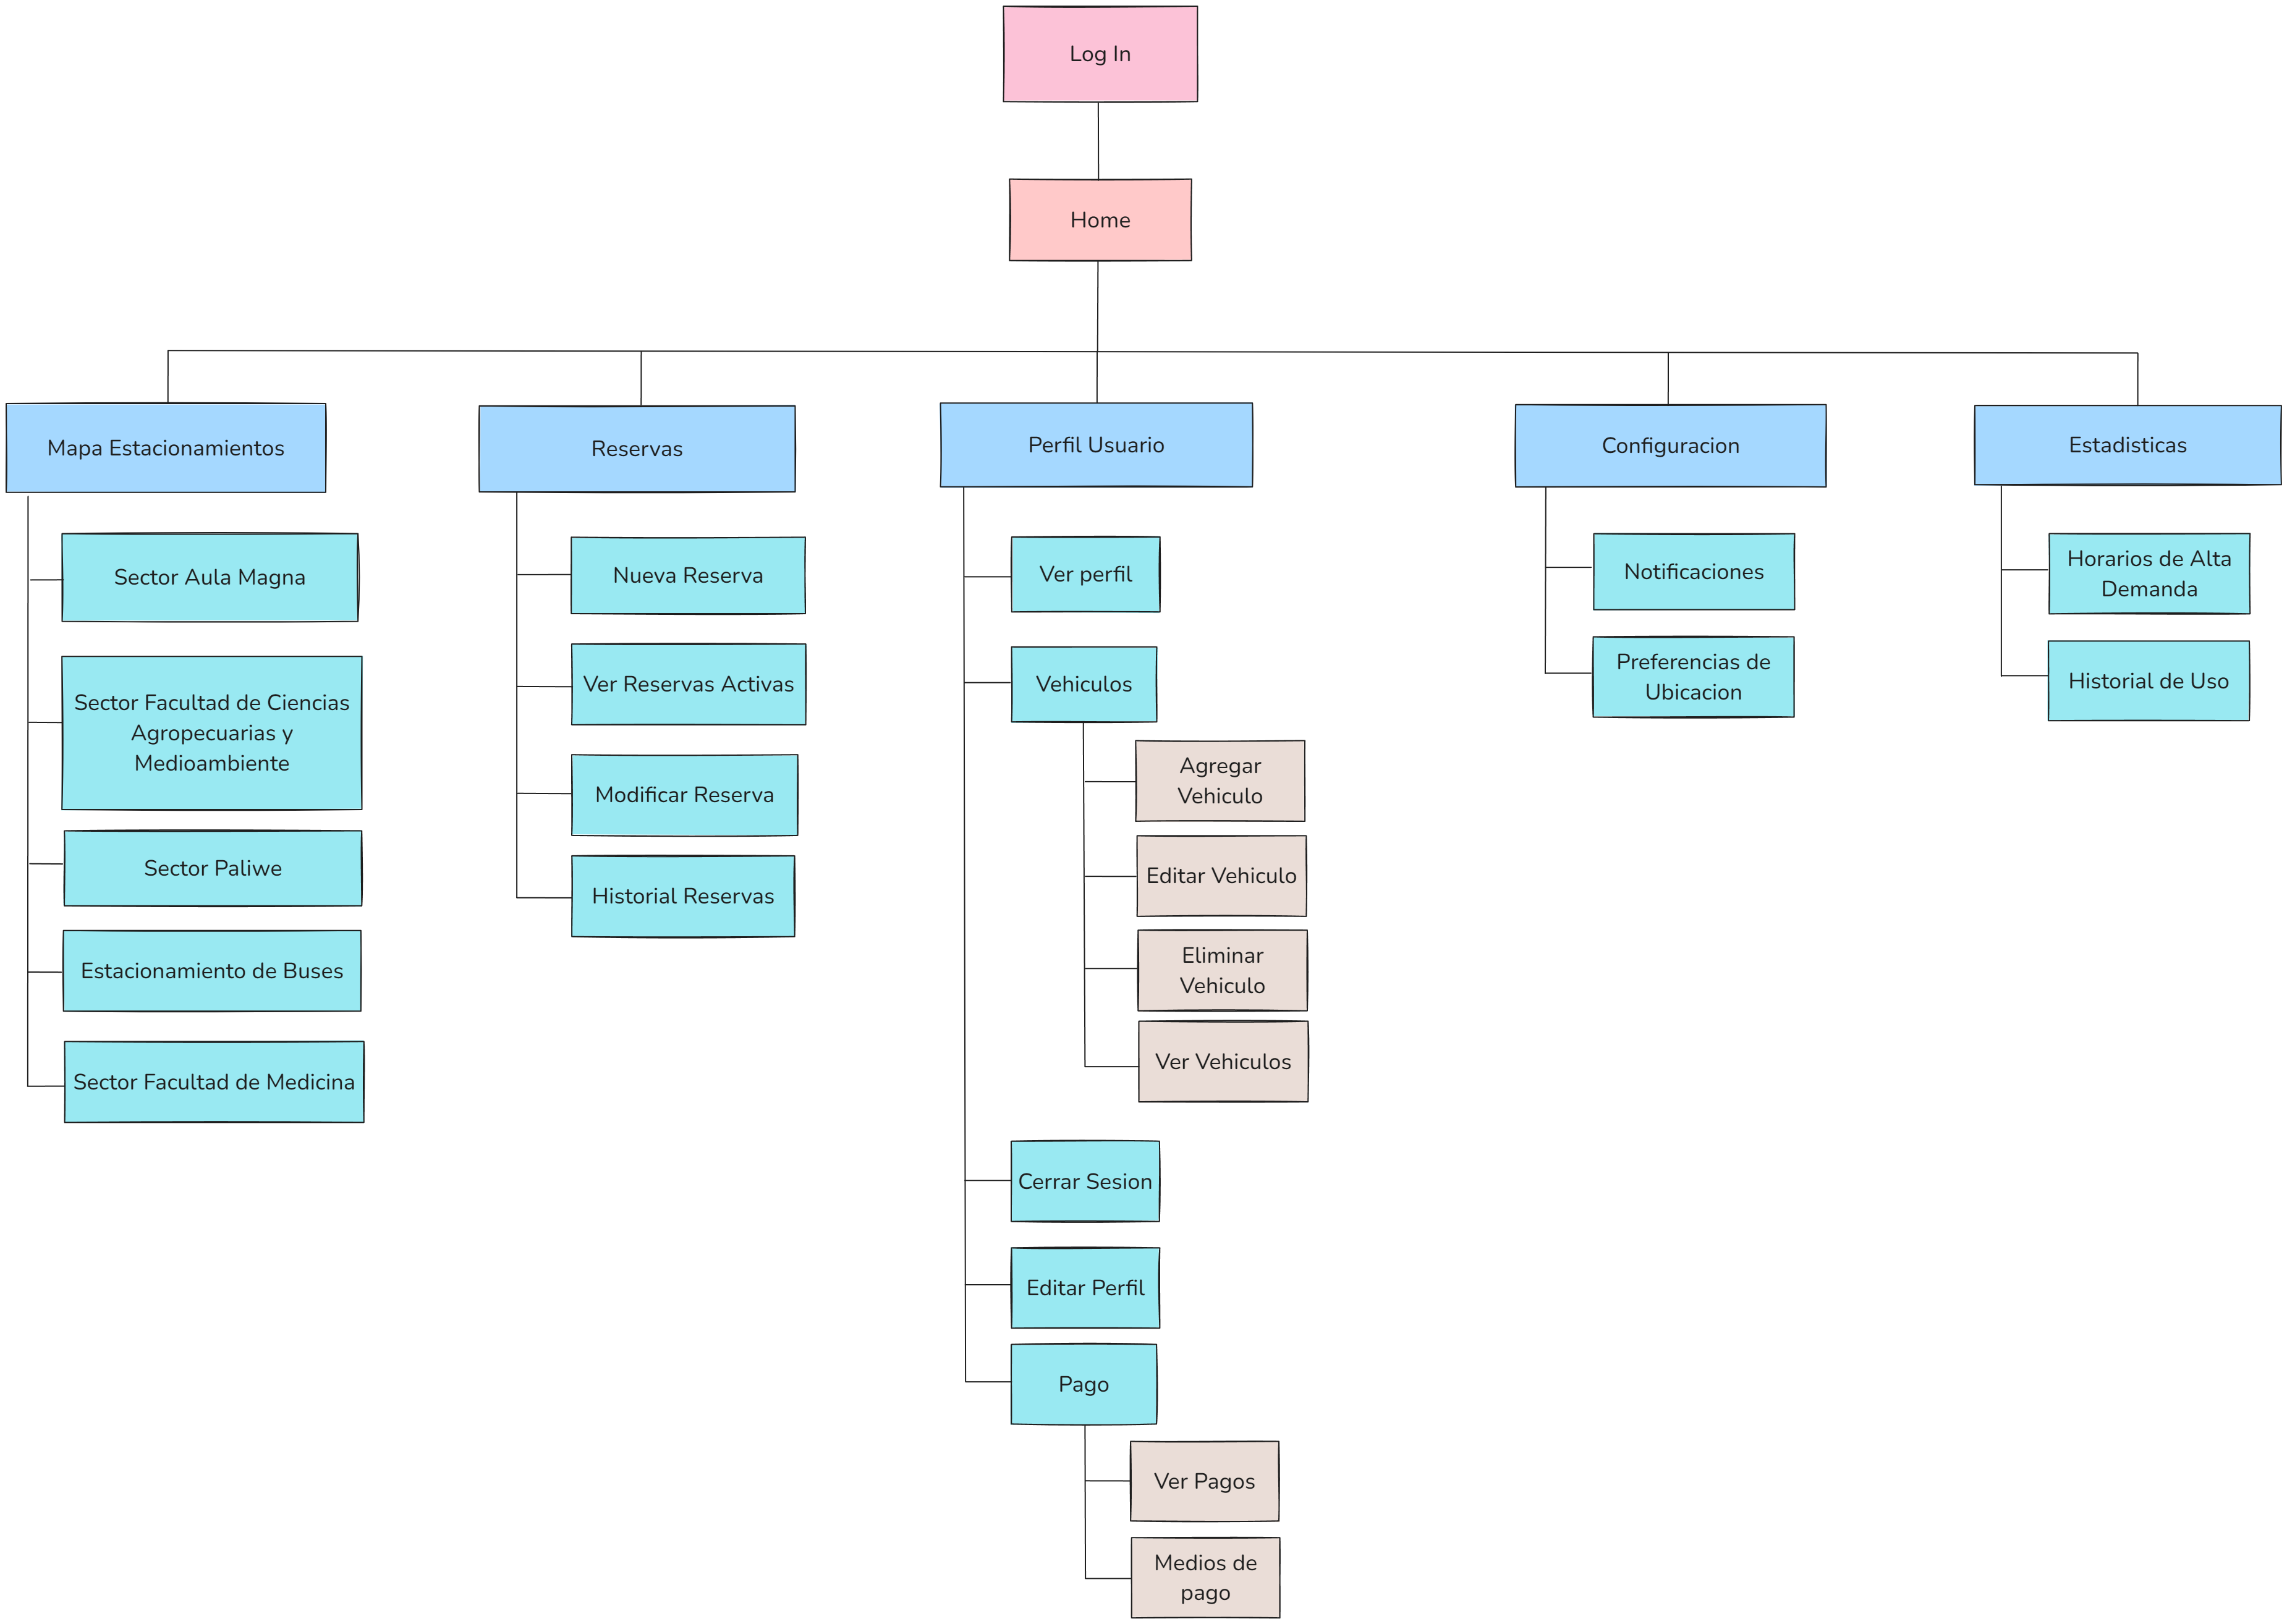 Log In
Home
Mapa Estacionamientos
Sector Aula Magna
Sector Facultad de Ciencias
Agropecuarias y
Medioambiente
Sector Paliwe
Estacionamiento de Buses
Sector Facultad de Medicina
Reservas
Nueva Reserva
Ver Reservas Activas
Modificar Reserva
Historial Reservas
Perfil Usuario
Ver perfil
Vehiculos
Agregar
Vehiculo
Editar Vehiculo
Eliminar
Vehiculo
Ver Vehiculos
Cerrar Sesion
Editar Perfil
Pago
Ver Pagos
Medios de
pago
Configuracion
Notificaciones
Preferencias de
Ubicacion
Estadisticas
Horarios de Alta
Demanda
Historial de Uso